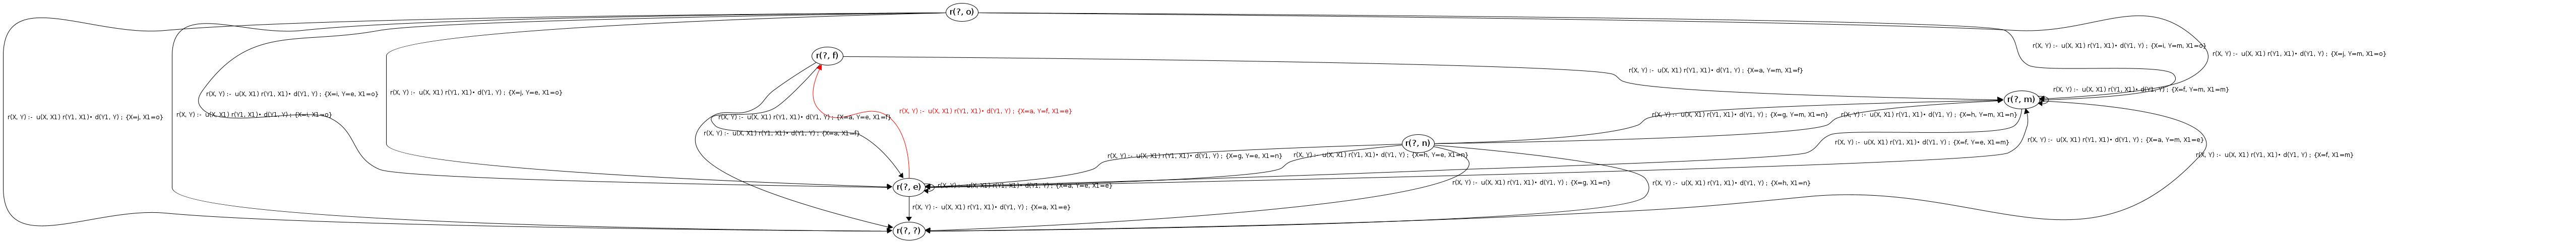 r(?, o)
r(X, Y) :- u(X, X1) r(Y1, X1)• d(Y1, Y) ; {X=i, Y=m, X1=o}
r(X, Y) :- u(X, X1) r(Y1, X1)• d(Y1, Y) ; {X=j, Y=m, X1=o}
r(?, f)
r(X, Y) :- u(X, X1) r(Y1, X1)• d(Y1, Y) ; {X=a, Y=m, X1=f}
r(X, Y) :- u(X, X1) r(Y1, X1)• d(Y1, Y) ; {X=f, Y=m, X1=m}
r(X, Y) :- u(X, X1) r(Y1, X1)• d(Y1, Y) ; {X=i, Y=e, X1=o}
r(X, Y) :- u(X, X1) r(Y1, X1)• d(Y1, Y) ; {X=j, Y=e, X1=o}
r(?, m)
r(X, Y) :- u(X, X1) r(Y1, X1)• d(Y1, Y) ; {X=a, Y=f, X1=e}
r(X, Y) :- u(X, X1) r(Y1, X1)• d(Y1, Y) ; {X=j, X1=o}
r(X, Y) :- u(X, X1) r(Y1, X1)• d(Y1, Y) ; {X=i, X1=o}
r(X, Y) :- u(X, X1) r(Y1, X1)• d(Y1, Y) ; {X=a, Y=e, X1=f}
r(X, Y) :- u(X, X1) r(Y1, X1)• d(Y1, Y) ; {X=g, Y=m, X1=n}
r(X, Y) :- u(X, X1) r(Y1, X1)• d(Y1, Y) ; {X=h, Y=m, X1=n}
r(X, Y) :- u(X, X1) r(Y1, X1)• d(Y1, Y) ; {X=a, X1=f}
r(?, n)
r(X, Y) :- u(X, X1) r(Y1, X1)• d(Y1, Y) ; {X=f, Y=e, X1=m}
r(X, Y) :- u(X, X1) r(Y1, X1)• d(Y1, Y) ; {X=a, Y=m, X1=e}
r(X, Y) :- u(X, X1) r(Y1, X1)• d(Y1, Y) ; {X=g, Y=e, X1=n}
r(X, Y) :- u(X, X1) r(Y1, X1)• d(Y1, Y) ; {X=h, Y=e, X1=n}
r(X, Y) :- u(X, X1) r(Y1, X1)• d(Y1, Y) ; {X=f, X1=m}
r(?, e)
r(X, Y) :- u(X, X1) r(Y1, X1)• d(Y1, Y) ; {X=a, Y=e, X1=e}
r(X, Y) :- u(X, X1) r(Y1, X1)• d(Y1, Y) ; {X=g, X1=n}
r(X, Y) :- u(X, X1) r(Y1, X1)• d(Y1, Y) ; {X=h, X1=n}
r(X, Y) :- u(X, X1) r(Y1, X1)• d(Y1, Y) ; {X=a, X1=e}
r(?, ?)